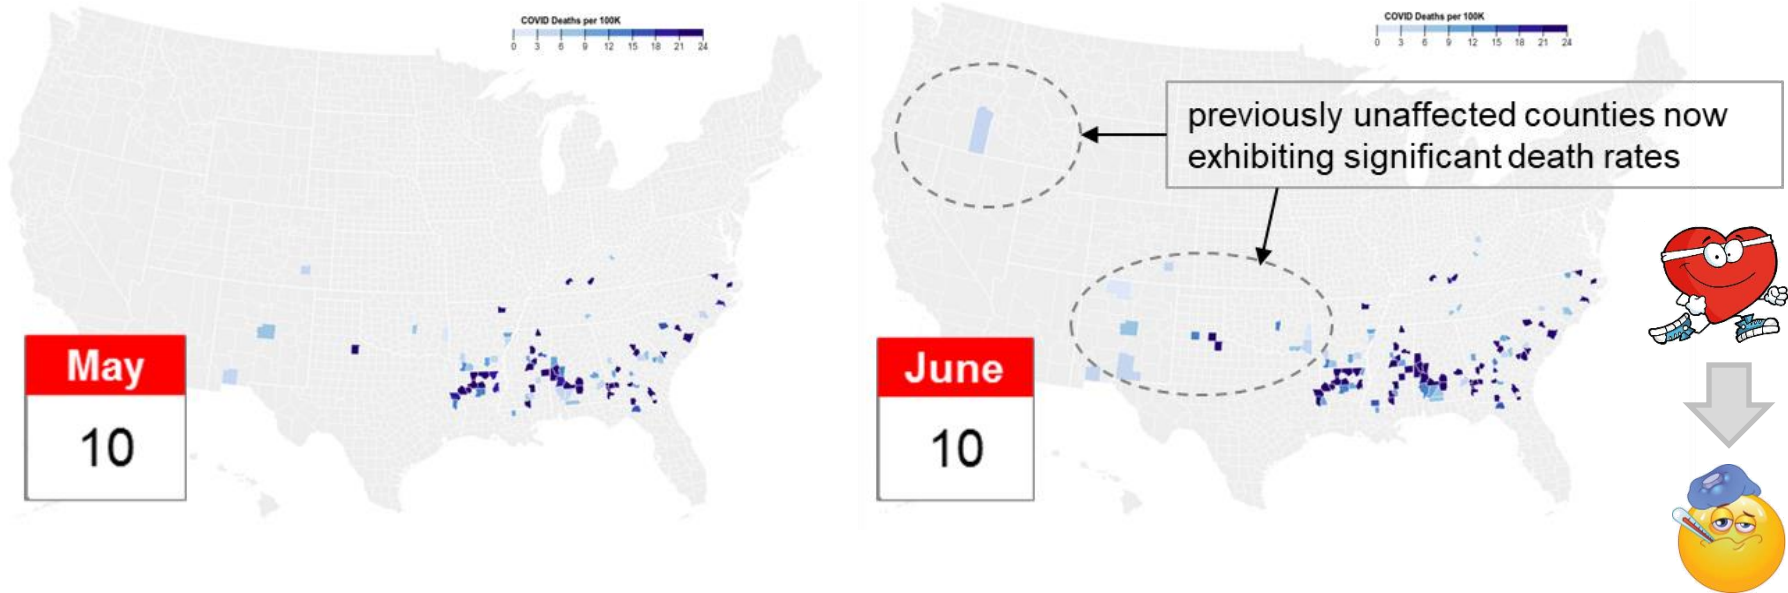 COVID Deaths per 100K
0 3 6 9 12 15 18 21 24
May
10
COVID Deaths per 100K
0 3 6 9 12 15 18 21 24
previously unaffected counties now
exhibiting significant death rates
June
10